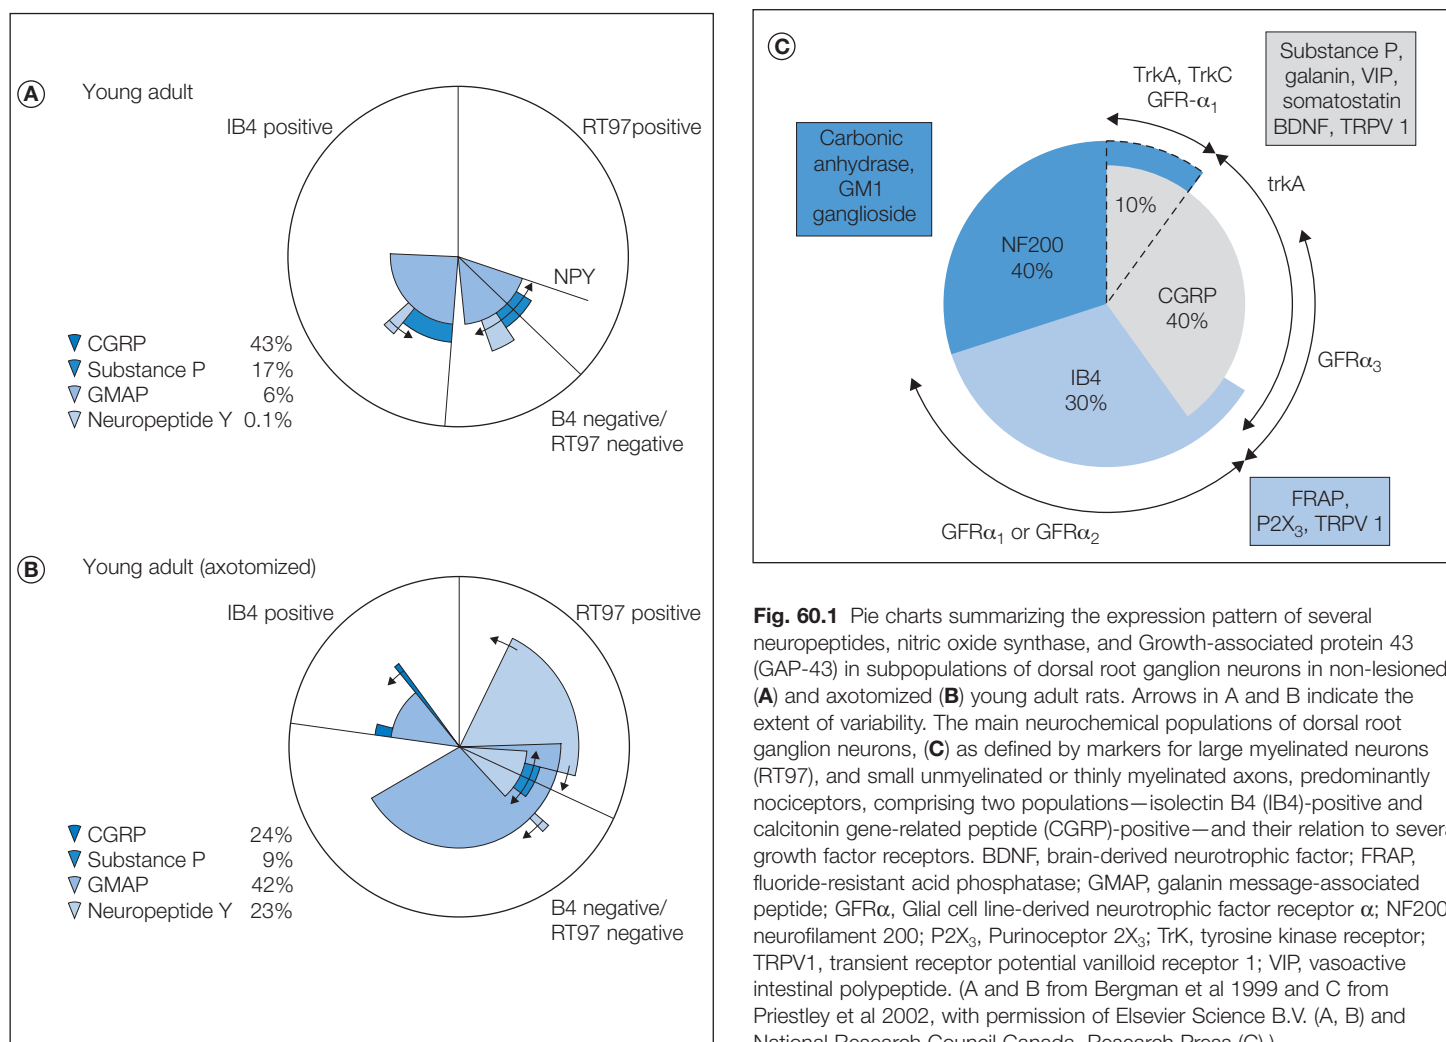 A Young adult
IB4 positive
RT97positive
NPY
CGRP 43%
Substance P 17%
GMAP 6%
Neuropeptide Y 0.1%
B4 negative/
RT97 negative
B Young adult (axotomized)
IB4 positive
RT97 positive
CGRP 24%
Substance P 9%
GMAP 42%
Neuropeptide Y 23%
B4 negative/
RT97 negative
C
TrkA, TrkC
GFR-α₁
Substance P,
galanin, VIP,
somatostatin
BDNF, TRPV 1
Carbonic
anhydrase,
GM1
ganglioside
trkA
10%
NF200
40%
CGRP
40%
IB4
30%
GFRα₃
GFRα₁ or GFRα₂
FRAP,
P2X₃, TRPV 1
Fig. 60.1 Pie charts summarizing the expression pattern of several
neuropeptides, nitric oxide synthase, and Growth-associated protein 43
(GAP-43) in subpopulations of dorsal root ganglion neurons in non-lesioned
(A) and axotomized (B) young adult rats. Arrows in A and B indicate the
extent of variability. The main neurochemical populations of dorsal root
ganglion neurons, (C) as defined by markers for large myelinated neurons
(RT97), and small unmyelinated or thinly myelinated axons, predominantly
nociceptors, comprising two populations—isolectin B4 (IB4)-positive and
calcitonin gene-related peptide (CGRP)-positive—and their relation to severa
growth factor receptors. BDNF, brain-derived neurotrophic factor; FRAP,
fluoride-resistant acid phosphatase; GMAP, galanin message-associated
peptide; GFRα, Glial cell line-derived neurotrophic factor receptor α; NF200
neurofilament 200; P2X₃, Purinoceptor 2X₃; TrK, tyrosine kinase receptor;
TRPV1, transient receptor potential vanilloid receptor 1; VIP, vasoactive
intestinal polypeptide. (A and B from Bergman et al 1999 and C from
Priestley et al 2002, with permission of Elsevier Science B.V. (A, B) and
National Research Council Canada, Research Press (C).)